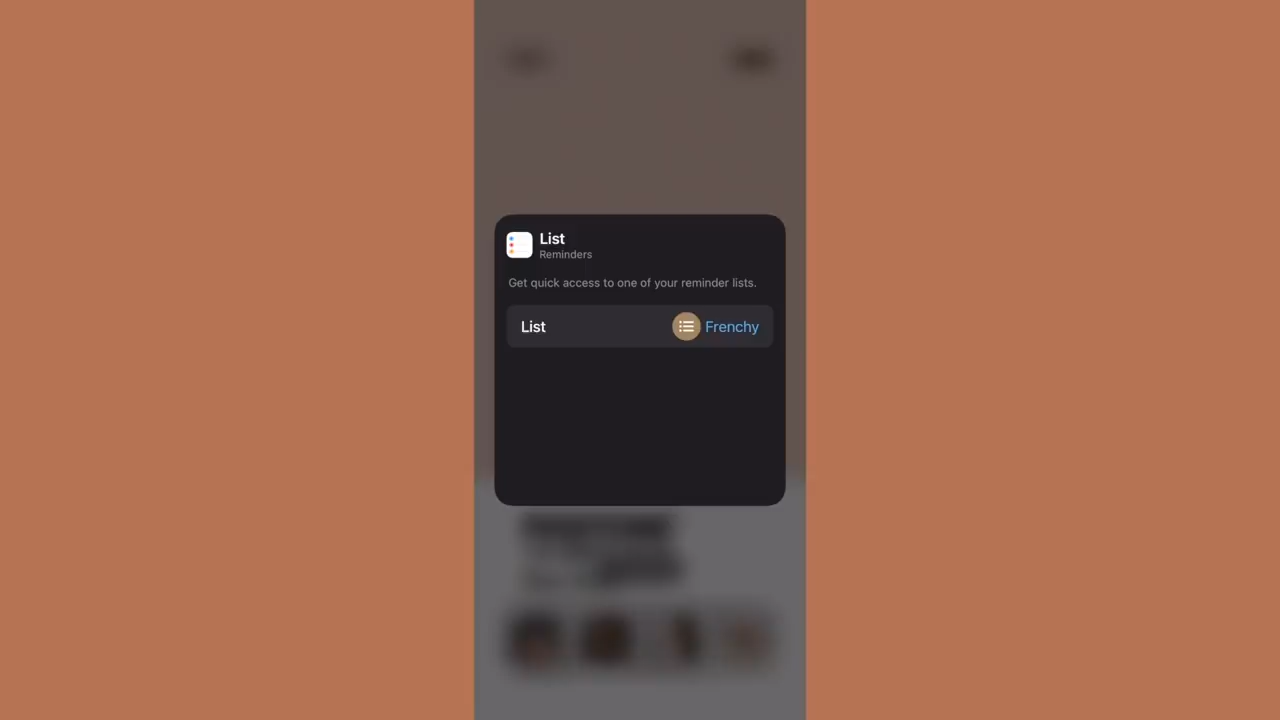 List
Reminders
Get quick access to one of your reminder lists.
List
Frenchy